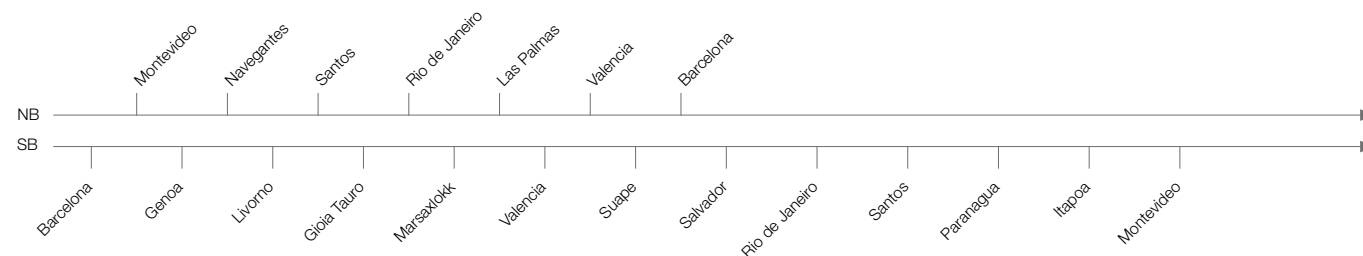 Montevideo
Navegantes
Santos
Rio de Janeiro
Las Palmas
Valencia
Barcelona
NB
SB
Barcelona
Genoa
Livorno
Gioia Tauro
Marsaxlokk
Valencia
Suape
Salvador
Rio de Janeiro
Santos
Paranagua
Itapoa
Montevideo